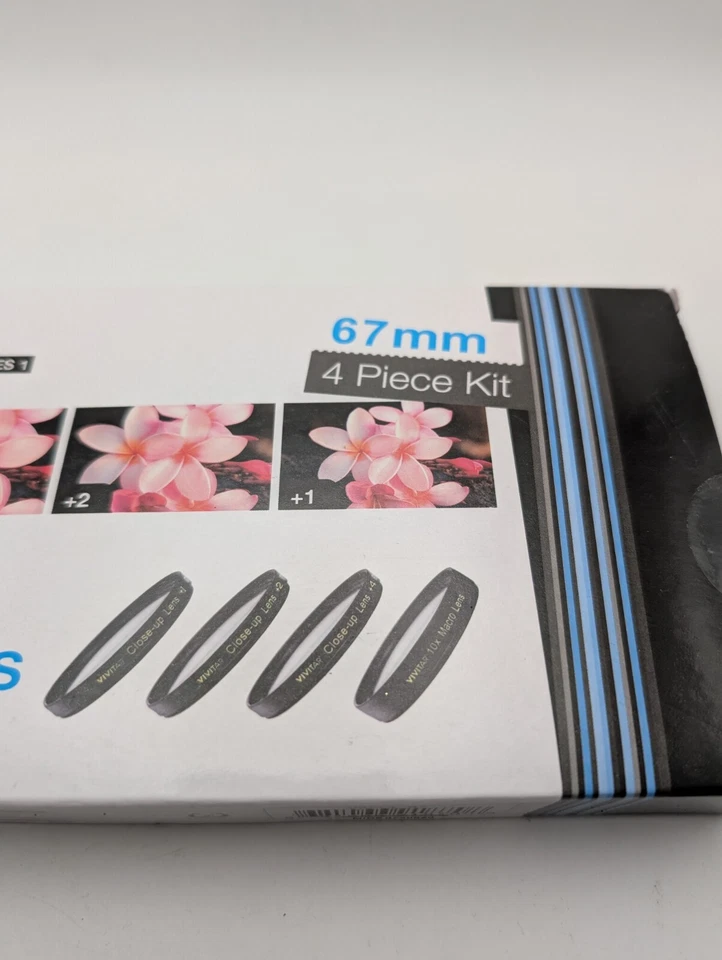 67mm
ES 1
4 Piece Kit
+2
+1
S
VIVITAR Close-up Lens
VIVITAR Close-up Lens +2
VIVITAR Close-up Lens +4
VIVITAR 10x Macro Lens